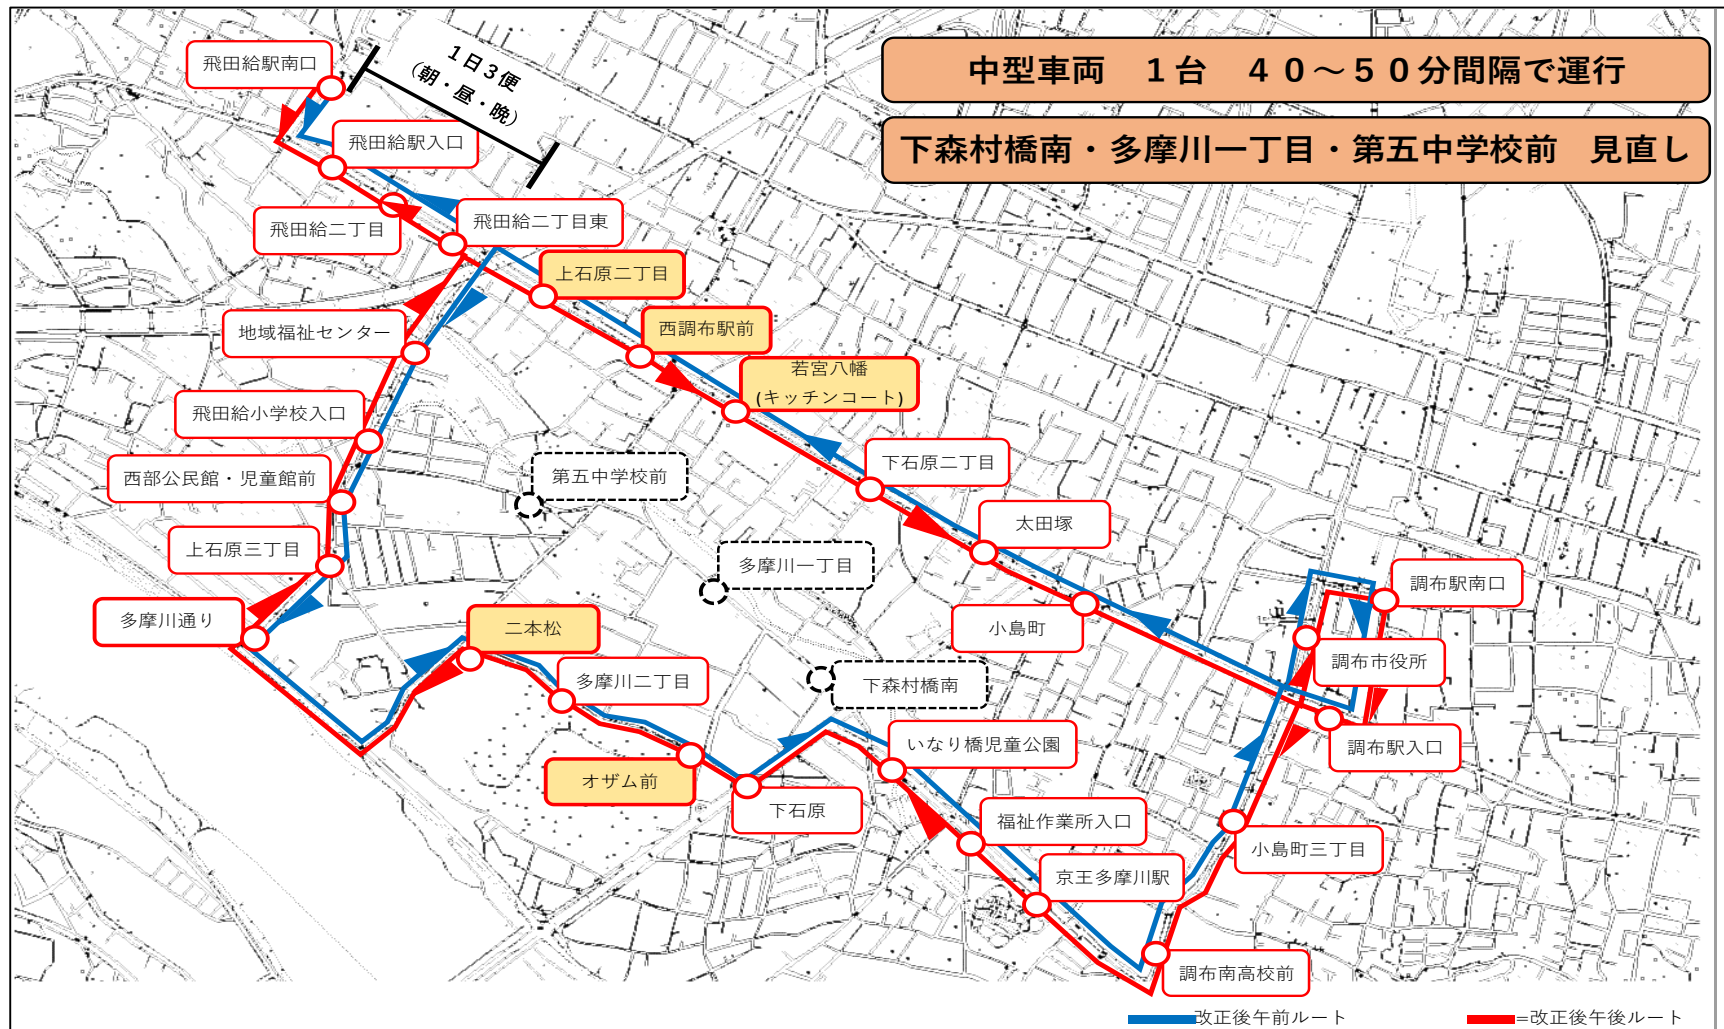 中型車両　１台　４０～５０分間隔で運行
下森村橋南・多摩川一丁目・第五中学校前　見直し
１日３便
（朝・昼・晩）
飛田給駅南口
飛田給駅入口
飛田給二丁目
飛田給二丁目東
上石原二丁目
西調布駅前
若宮八幡
(キッチンコート)
地域福祉センター
飛田給小学校入口
西部公民館・児童館前
上石原三丁目
多摩川通り
第五中学校前
多摩川一丁目
下森村橋南
下石原二丁目
太田塚
小島町
調布駅南口
調布市役所
調布駅入口
二本松
多摩川二丁目
オザム前
下石原
いなり橋児童公園
福祉作業所入口
京王多摩川駅
小島町三丁目
調布南高校前
改正後午前ルート
=改正後午後ルート